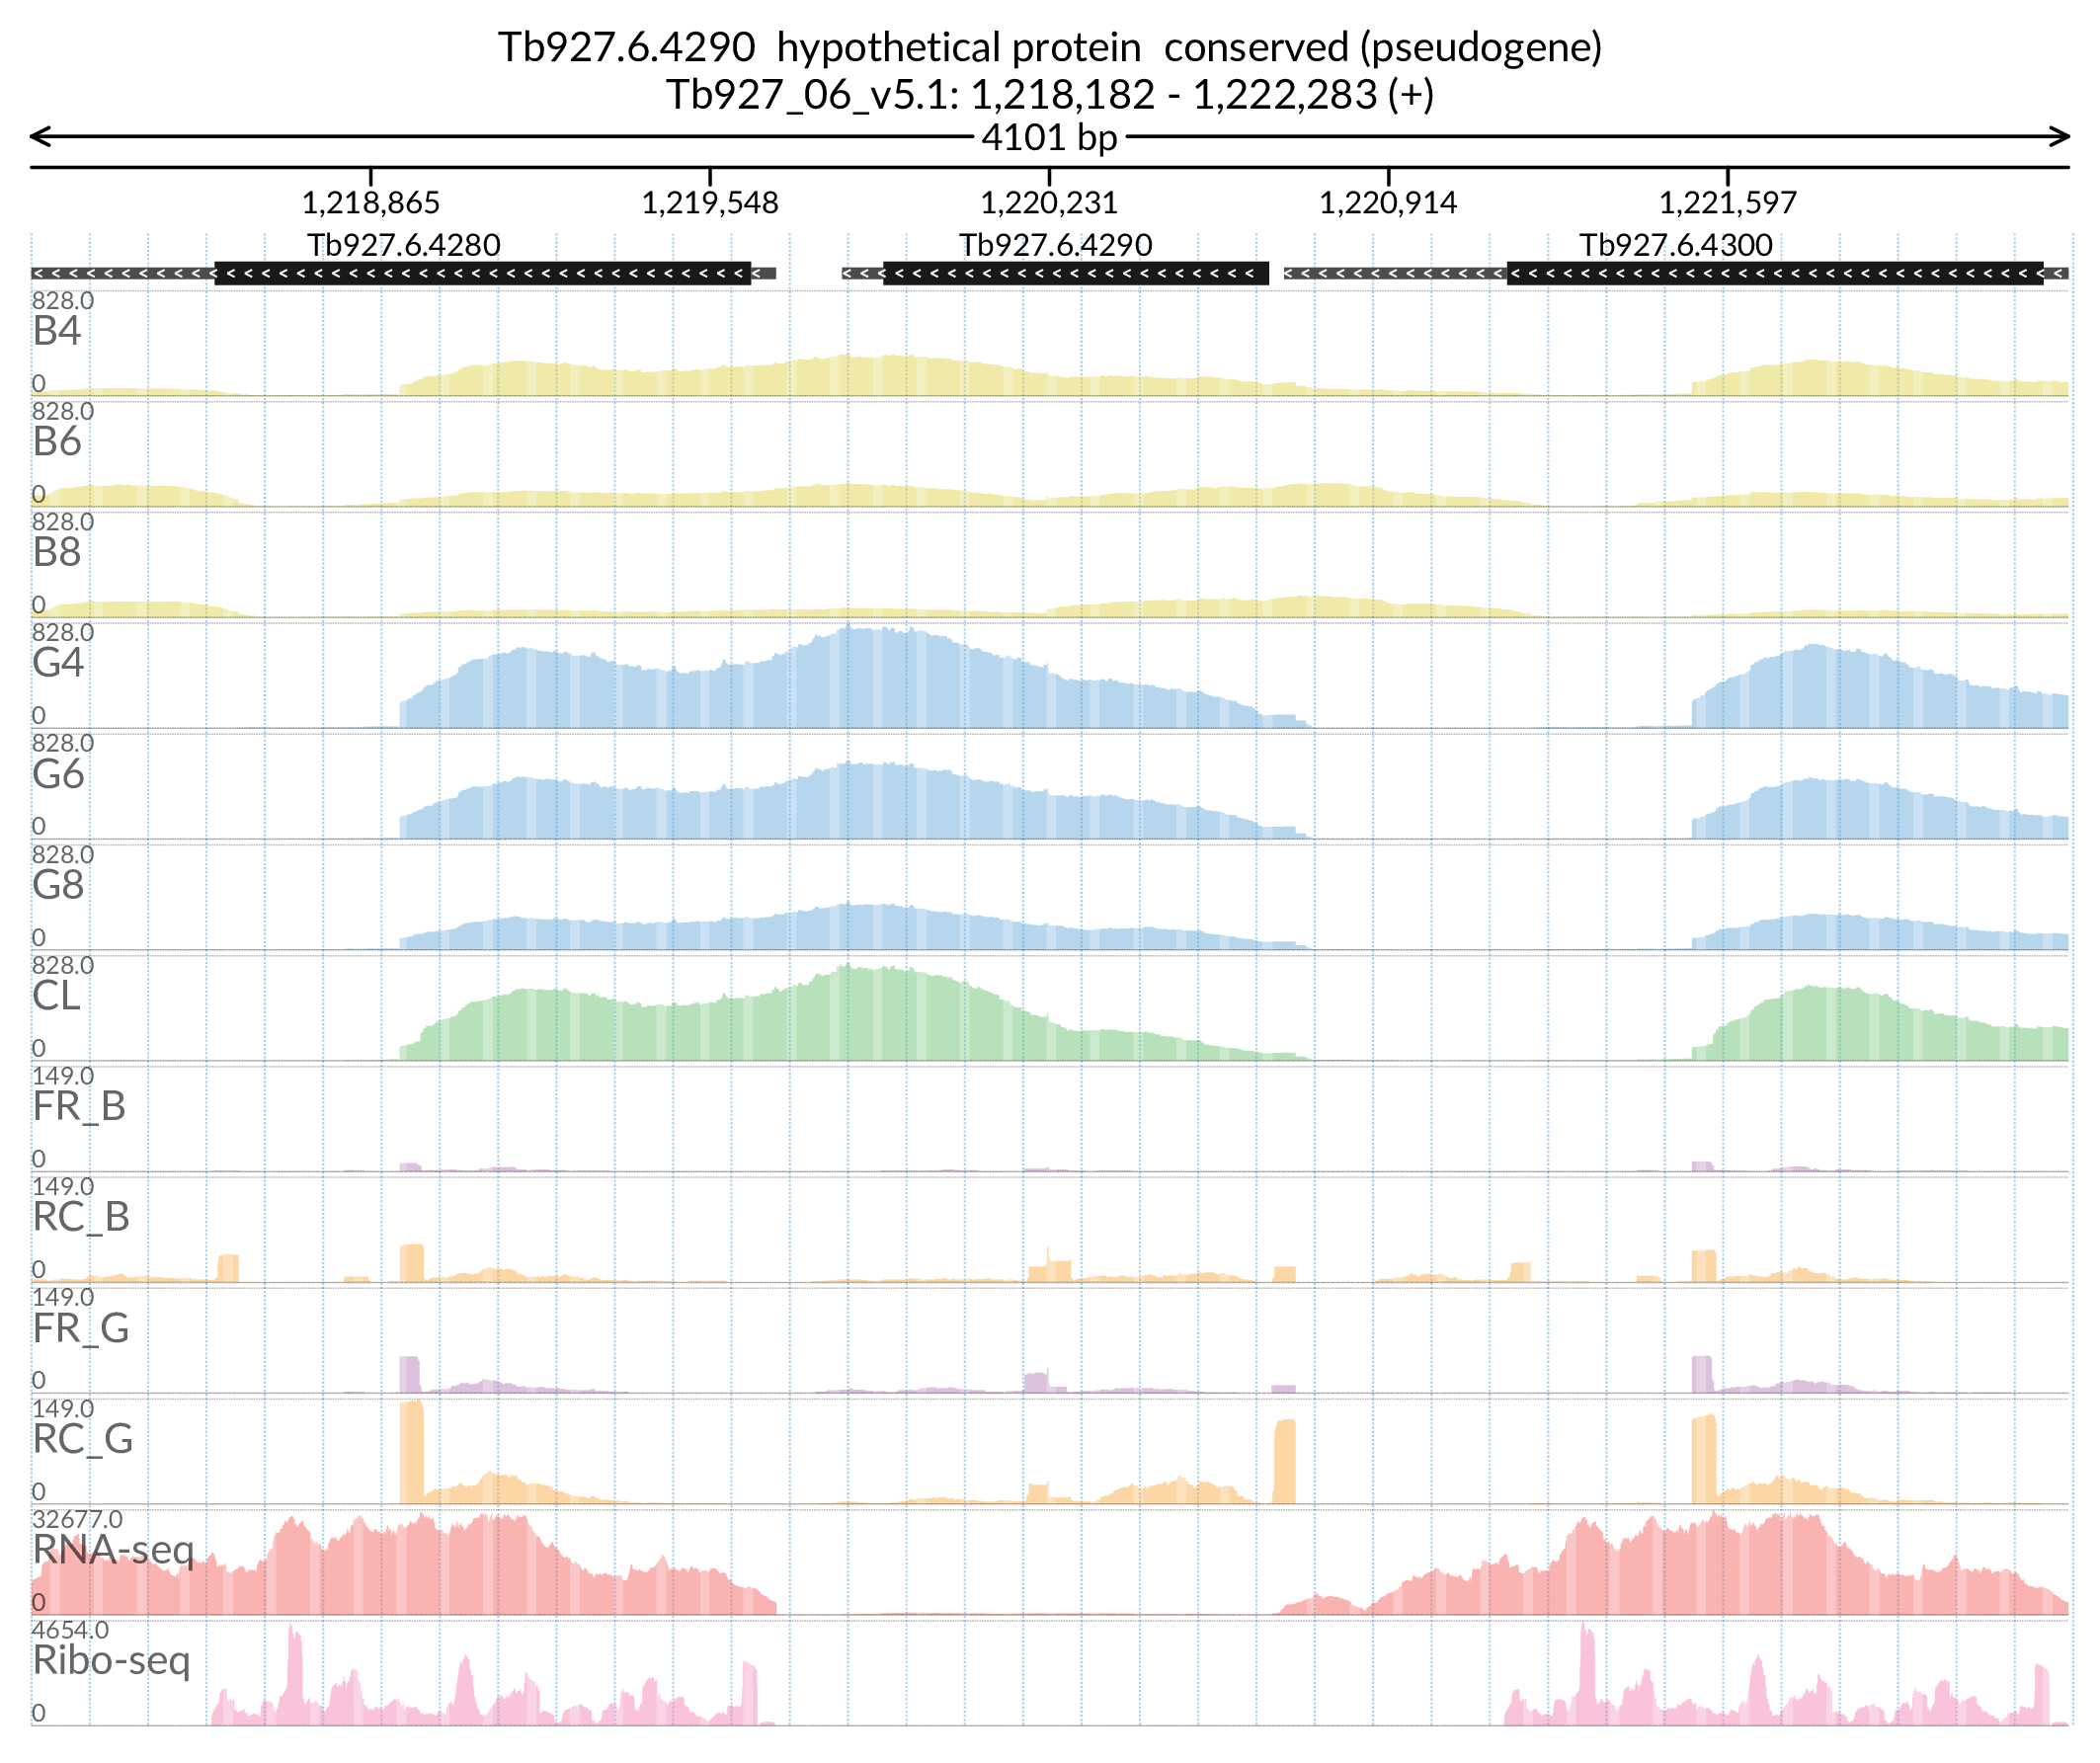 Tb927.6.4290 hypothetical protein conserved (pseudogene)
Tb927_06_v5.1: 1,218,182 - 1,222,283 (+)
4101 bp
1,218,865 1,219,548 1,220,231 1,220,914 1,221,597
Tb927.6.4280 Tb927.6.4290 Tb927.6.4300
828.0
B4
0
828.0
B6
0
828.0
B8
0
828.0
G4
0
828.0
G6
0
828.0
G8
0
828.0
CL
0
149.0
FR_B
0
149.0
RC_B
0
149.0
FR_G
0
149.0
RC_G
0
32677.0
RNA-seq
0
4654.0
Ribo-seq
0